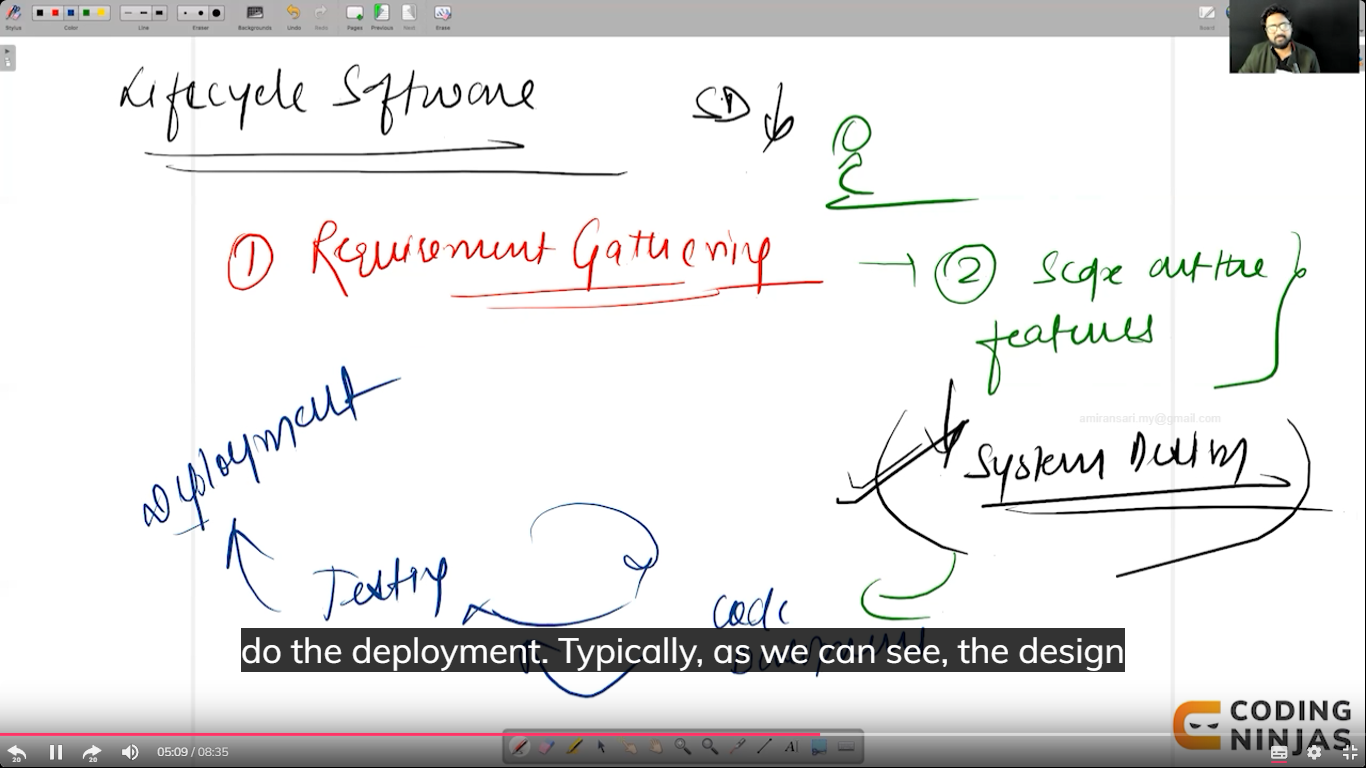 Stylus
Color
Line
Eraser
Backgrounds
Undo
Redo
Pages
Previous
Next
Erase
Board
Lifecycle Software
SD
① Requirement Gathering
② Scope out the
features
amiransari.my@gmail.com
System Design
Deployment
Testing
code
do the deployment. Typically, as we can see, the design
CODING
NINJAS
20
20
05:09 / 08:35